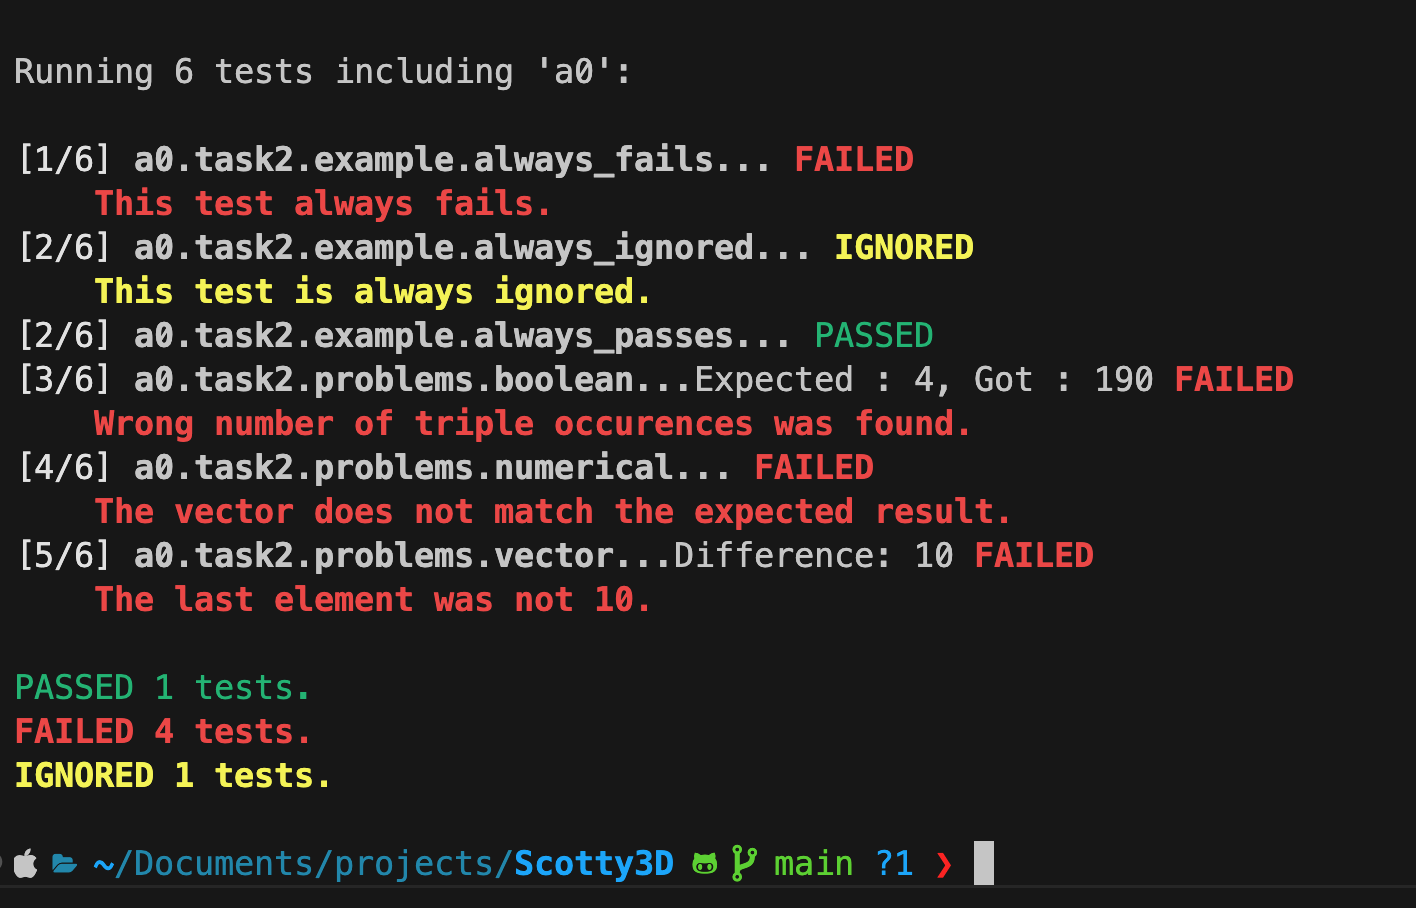 Running 6 tests including 'a0':
[1/6] a0.task2.example.always_fails... FAILED
This test always fails.
[2/6] a0.task2.example.always_ignored... IGNORED
This test is always ignored.
[2/6] a0.task2.example.always_passes... PASSED
[3/6] a0.task2.problems.boolean...Expected : 4, Got : 190 FAILED
Wrong number of triple occurences was found.
[4/6] a0.task2.problems.numerical... FAILED
The vector does not match the expected result.
[5/6] a0.task2.problems.vector...Difference: 10 FAILED
The last element was not 10.
PASSED 1 tests.
FAILED 4 tests.
IGNORED 1 tests.
~/Documents/projects/Scotty3D main ?1 ❯